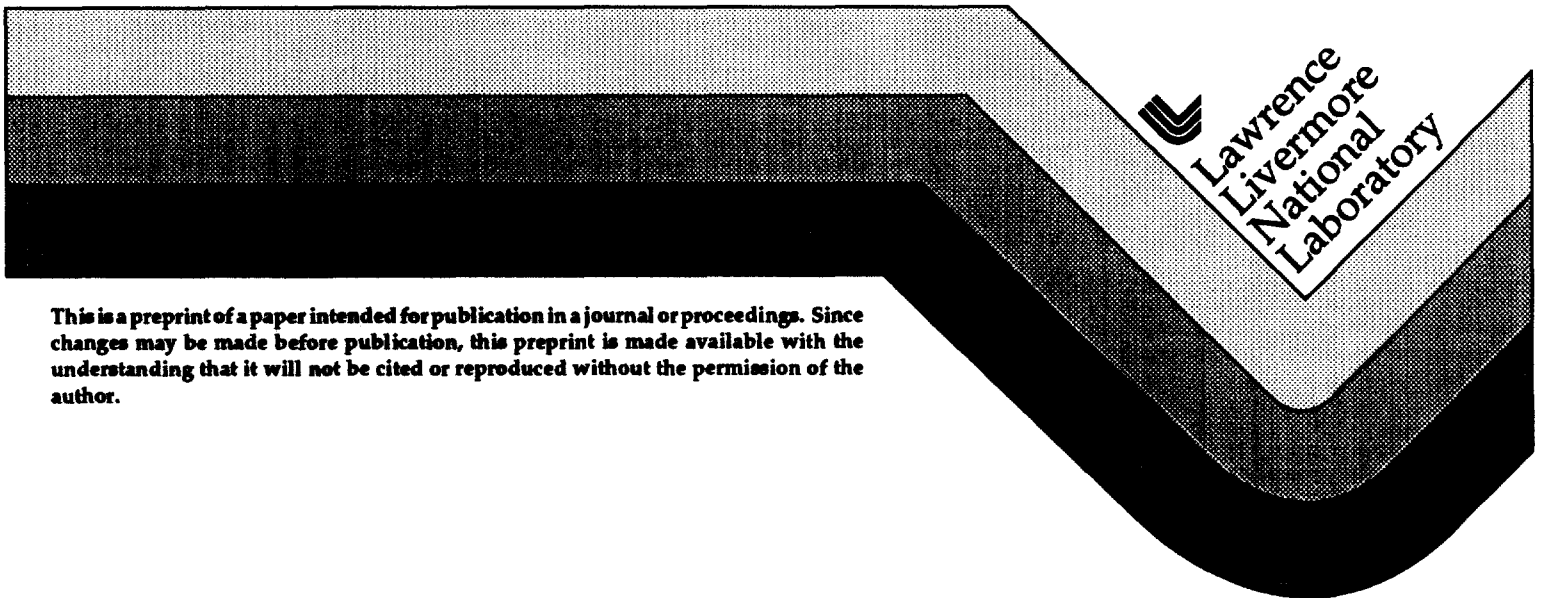 Lawrence
Livermore
National
Laboratory
This is a preprint of a paper intended for publication in a journal or proceedings. Since
changes may be made before publication, this preprint is made available with the
understanding that it will not be cited or reproduced without the permission of the
author.